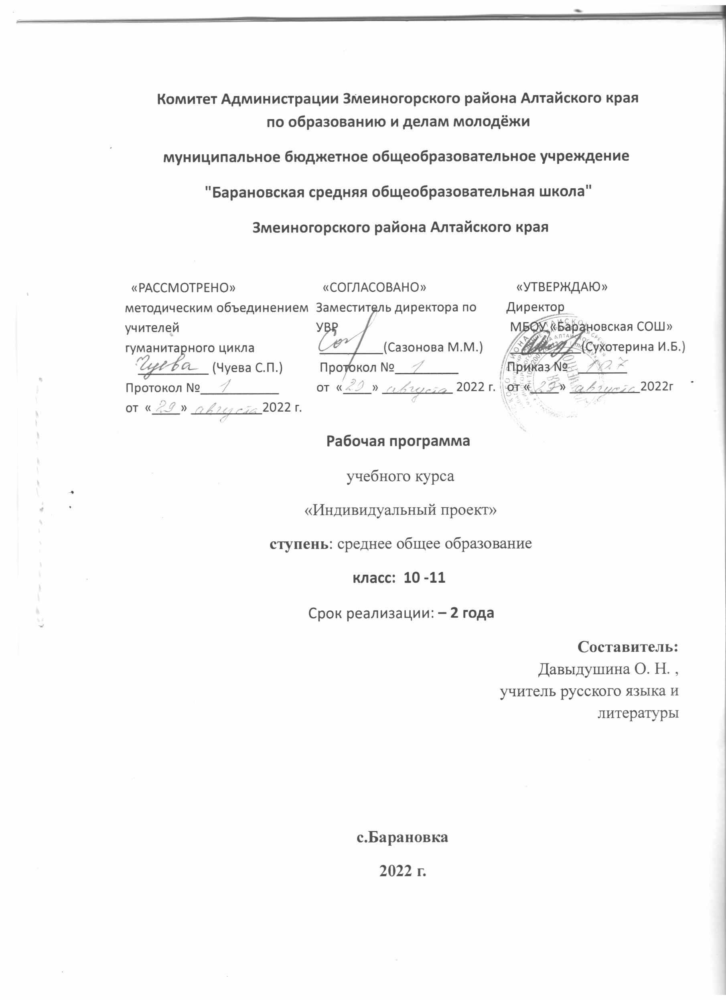 Комитет Администрации Змеиногорского района Алтайского края
по образованию и делам молодёжи
муниципальное бюджетное общеобразовательное учреждение
"Барановская средняя общеобразовательная школа"
Змеиногорского района Алтайского края
«РАССМОТРЕНО»
методическим объединением
учителей
гуманитарного цикла
Чуева (Чуева С.П.)
Протокол № 1
от «29» августа 2022 г.
«СОГЛАСОВАНО»
Заместитель директора по
УВР
(Сазонова М.М.)
Протокол № 1
от «29» августа 2022 г.
«УТВЕРЖДАЮ»
Директор
МБОУ «Барановская СОШ»
(Сухотерина И.Б.)
Приказ № 107
от «29» августа 2022г
Рабочая программа
учебного курса
«Индивидуальный проект»
ступень: среднее общее образование
класс: 10 -11
Срок реализации: – 2 года
Составитель:
Давыдушина О. Н. ,
учитель русского языка и
литературы
с.Барановка
2022 г.